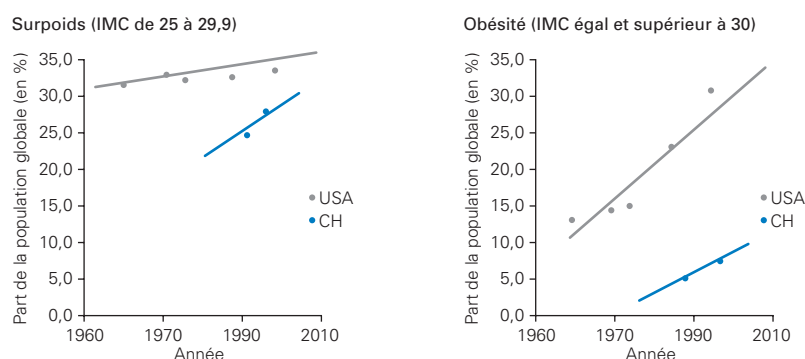 Surpoids (IMC de 25 à 29,9)
Part de la population globale (en %)
35,0
30,0
25,0
20,0
15,0
10,0
5,0
0,0
1960
1970
1990
2010
Année
USA
CH
Obésité (IMC égal et supérieur à 30)
Part de la population globale (en %)
35,0
30,0
25,0
20,0
15,0
10,0
5,0
0,0
1960
1970
1990
2010
Année
USA
CH